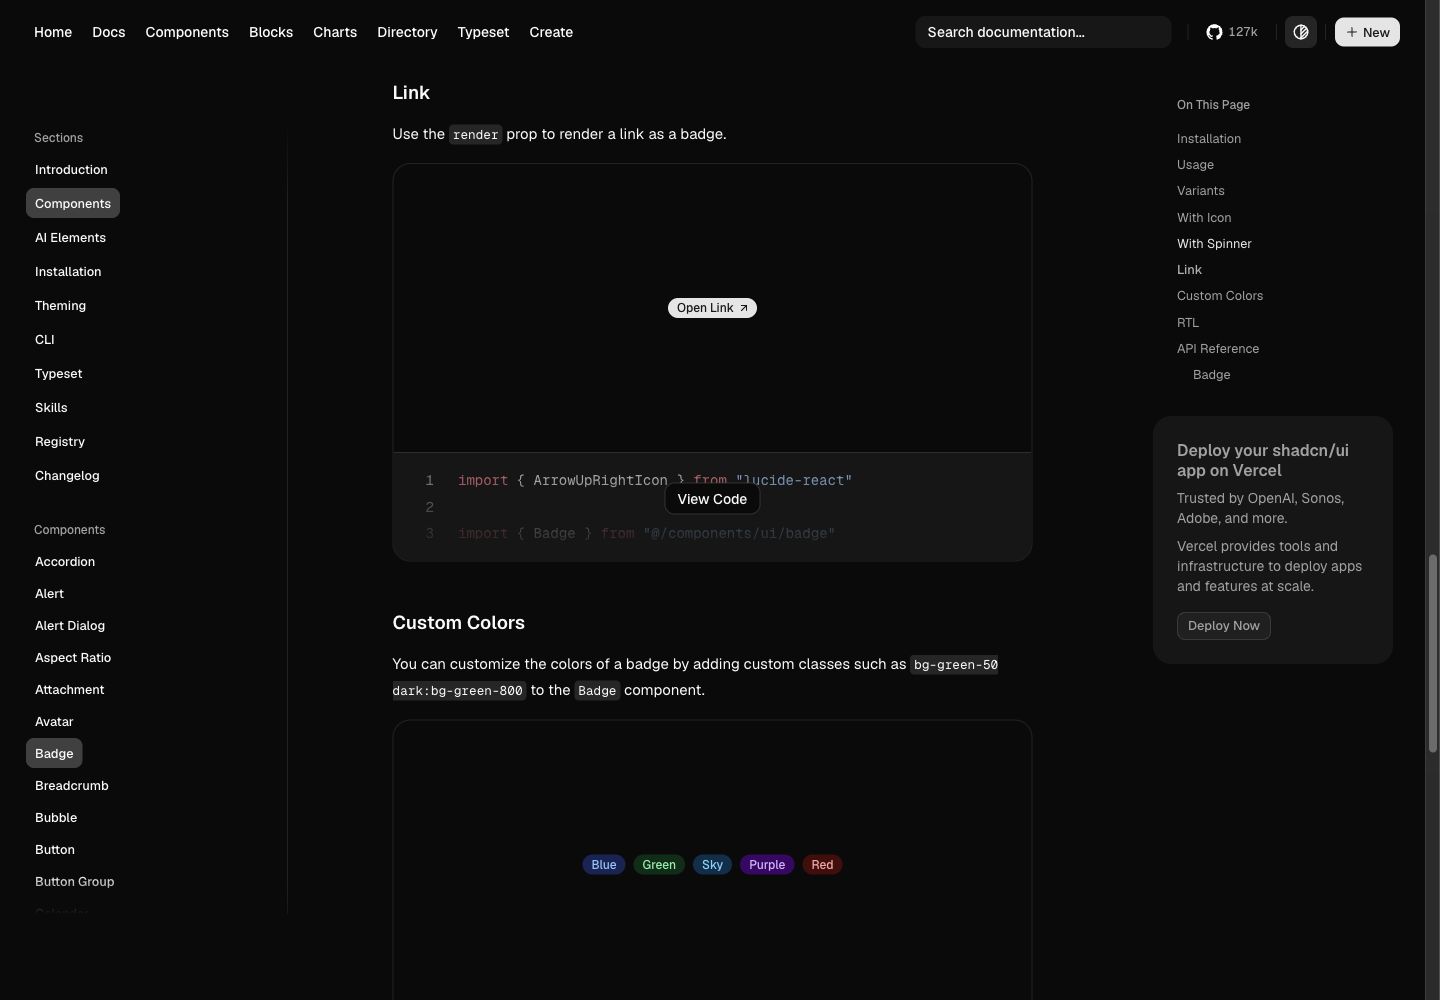 Home Docs Components Blocks Charts Directory Typeset Create
Search documentation...
127k
New
Sections
Introduction
Components
AI Elements
Installation
Theming
CLI
Typeset
Skills
Registry
Changelog
Components
Accordion
Alert
Alert Dialog
Aspect Ratio
Attachment
Avatar
Badge
Breadcrumb
Bubble
Button
Button Group
Calendar
Link
Use the render prop to render a link as a badge.
Open Link
1 import { ArrowUpRightIcon } from "lucide-react"
View Code
2
3 import { Badge } from "@/components/ui/badge"
Custom Colors
You can customize the colors of a badge by adding custom classes such as bg-green-50
dark:bg-green-800 to the Badge component.
Blue Green Sky Purple Red
On This Page
Installation
Usage
Variants
With Icon
With Spinner
Link
Custom Colors
RTL
API Reference
Badge
Deploy your shadcn/ui
app on Vercel
Trusted by OpenAI, Sonos,
Adobe, and more.
Vercel provides tools and
infrastructure to deploy apps
and features at scale.
Deploy Now